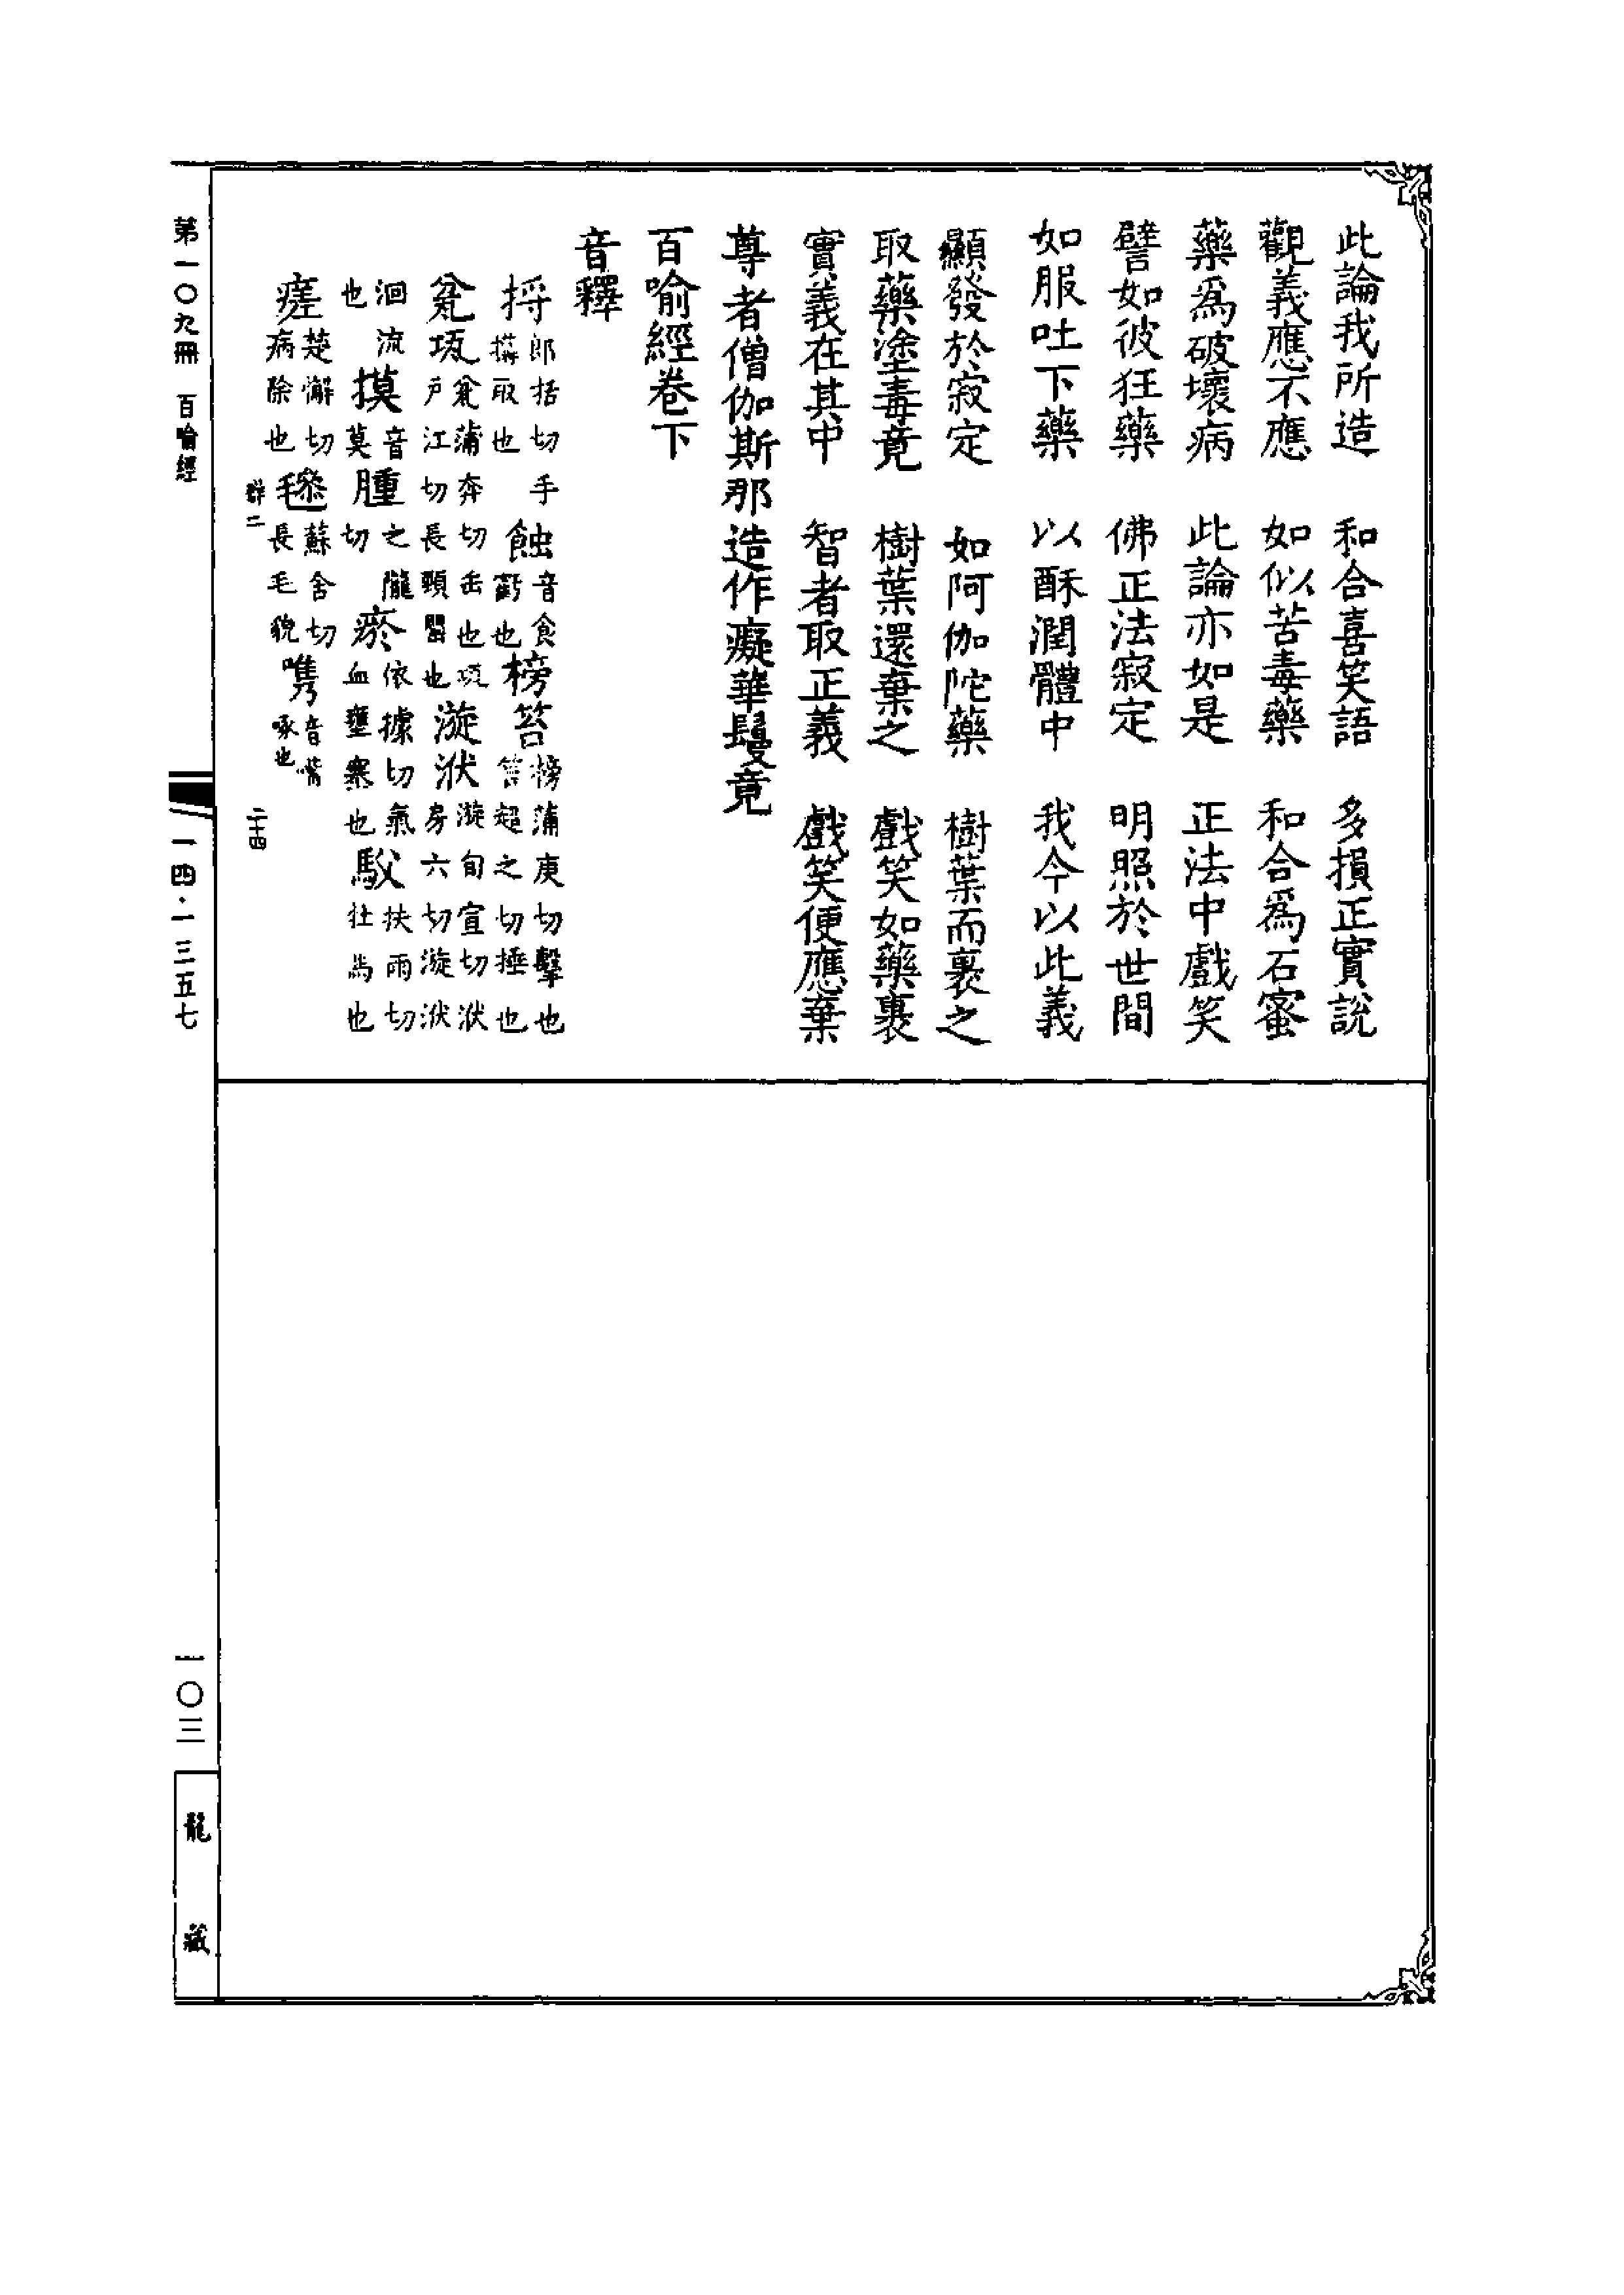 此論我所造　和合喜笑語　多損正實說
觀義應不應　如似苦毒藥　和合爲石蜜
藥爲破壞病　此論亦如是　正法中戲笑
譬如彼狂藥　佛正法寂定　明照於世間
如服吐下藥　以酥潤體中　我今以此義
顯發於寂定　如阿伽陀藥　樹葉而裹之
取藥塗毒竟　樹葉還棄之　戲笑如藥裹
實義在其中　智者取正義　戲笑便應棄
尊者僧伽斯那造作癡華鬘竟
百喻經卷下
音釋
捋郎括切手捋取也　蝕音食虧也　榜笞榜蒲庚切擊也笞超之切捶也
瓫瓨瓫蒲奔切缶也瓨戶江切長頸罌也　漩洑漩旬宣切洑房六切漩洑
洄流也　摸音莫　腫之隴切　瘀依據切氣血壅塞也　䮛扶雨切牡馬也
瘥楚懈切病除也　毿蘇含切長毛貌　嶲音觜啄也
群二
二十四
第一〇九冊　百喻經
一四·一三五七
一〇三
龍藏